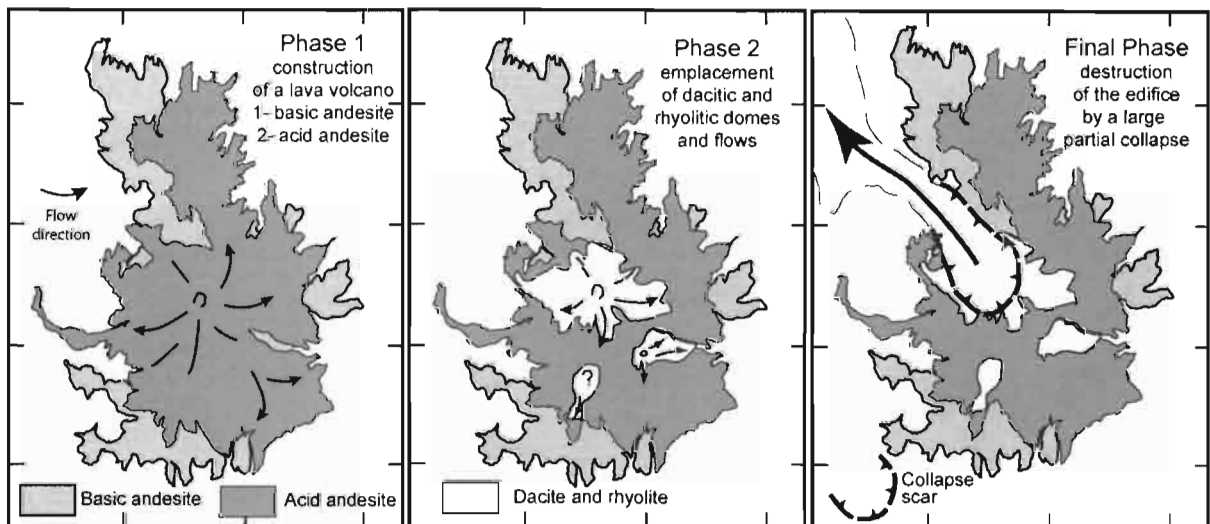 Phase 1
construction
of a lava volcano
1- basic andesite
2- acid andesite
Flow
direction
?
Basic andesite
Acid andesite
Phase 2
emplacement
of dacitic and
rhyolitic domes
and flows
?
?
Dacite and rhyolite
Final Phase
destruction
of the edifice
by a large
partial collapse
Collapse
scar